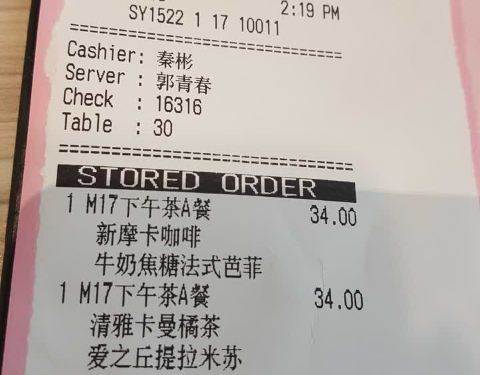 2:19 PM
SY1522 1 17 10011
==============================
Cashier: 秦彬
Server : 郭青春
Check : 16316
Table : 30
==============================
STORED ORDER
1 M17下午茶A餐 34.00
新摩卡咖啡
牛奶焦糖法式芭菲
1 M17下午茶A餐 34.00
清雅卡曼橘茶
爱之丘提拉米苏